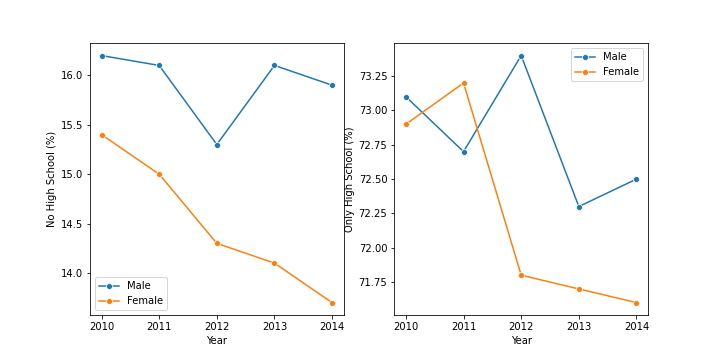 No High School (%)
16.0
15.5
15.0
14.5
14.0
Male
Female
2010 2011 2012 2013 2014
Year
Only High School (%)
73.25
73.00
72.75
72.50
72.25
72.00
71.75
Male
Female
2010 2011 2012 2013 2014
Year